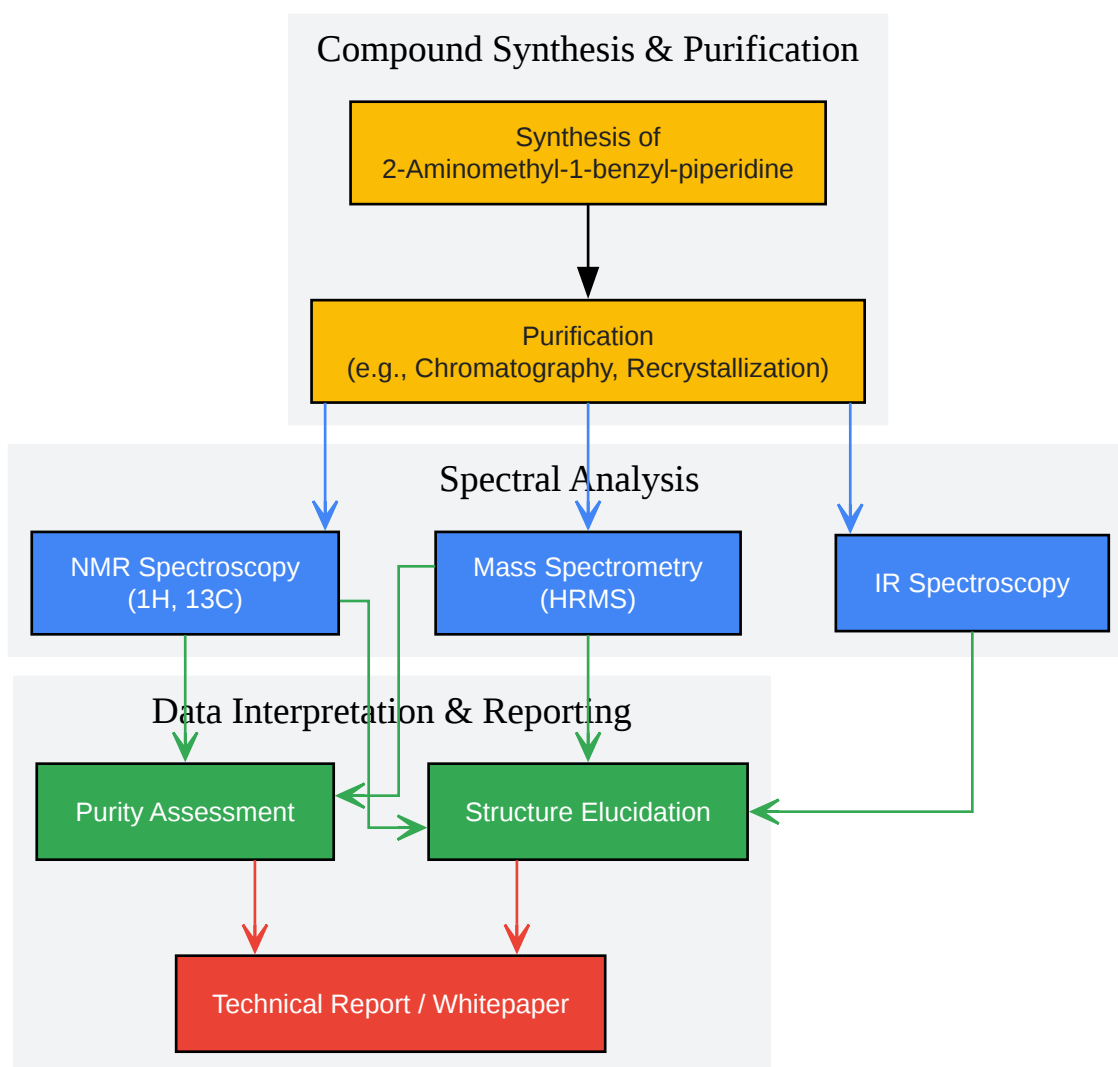 Compound Synthesis & Purification
Synthesis of
2-Aminomethyl-1-benzyl-piperidine
Purification
(e.g., Chromatography, Recrystallization)
Spectral Analysis
NMR Spectroscopy
(1H, 13C)
Mass Spectrometry
(HRMS)
IR Spectroscopy
Data Interpretation & Reporting
Purity Assessment
Structure Elucidation
Technical Report / Whitepaper